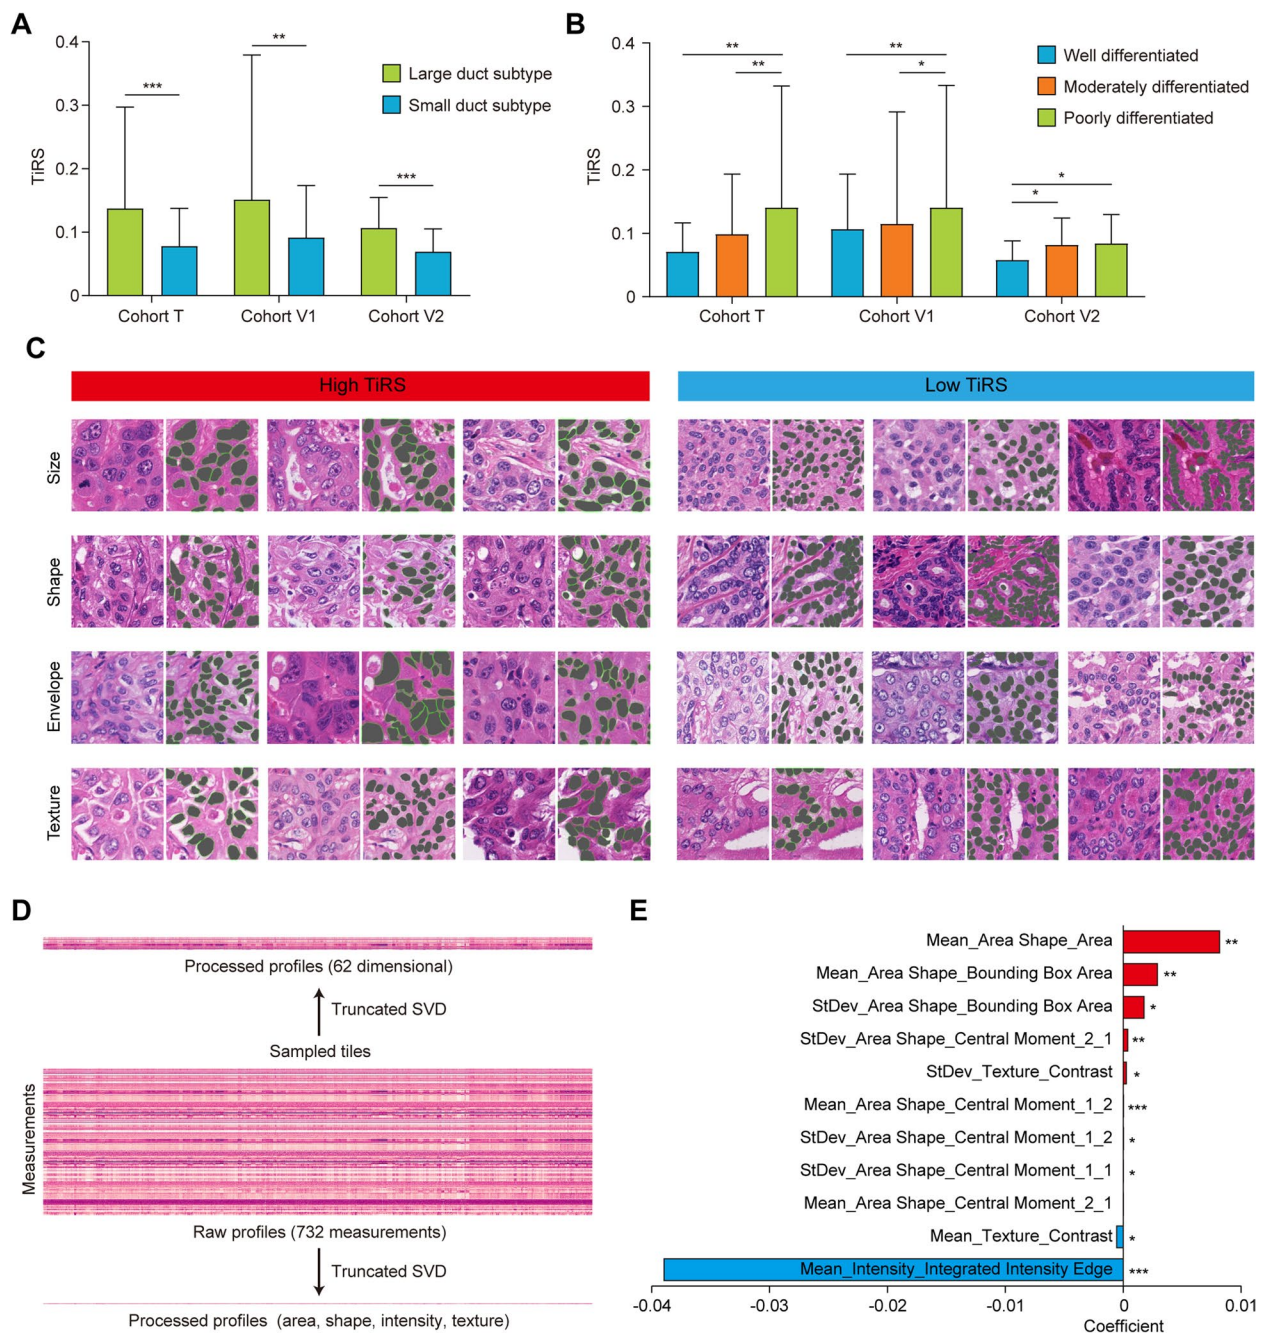 A
0.4
0.3
0.2
0.1
0
TiRS
***
**
***
Large duct subtype
Small duct subtype
Cohort T
Cohort V1
Cohort V2
B
0.4
0.3
0.2
0.1
0
TiRS
**
**
**
*
*
*
Well differentiated
Moderately differentiated
Poorly differentiated
Cohort T
Cohort V1
Cohort V2
C
High TiRS
Low TiRS
Size
Shape
Envelope
Texture
D
Processed profiles (62 dimensional)
Truncated SVD
Sampled tiles
Measurements
Raw profiles (732 measurements)
Truncated SVD
Processed profiles (area, shape, intensity, texture)
E
Mean_Area Shape_Area
**
Mean_Area Shape_Bounding Box Area
**
StDev_Area Shape_Bounding Box Area
*
StDev_Area Shape_Central Moment_2_1
**
StDev_Texture_Contrast
*
Mean_Area Shape_Central Moment_1_2
***
StDev_Area Shape_Central Moment_1_2
*
StDev_Area Shape_Central Moment_1_1
*
Mean_Area Shape_Central Moment_2_1
Mean_Texture_Contrast
*
Mean_Intensity_Integrated Intensity Edge
***
-0.04
-0.03
-0.02
-0.01
0
0.01
Coefficient